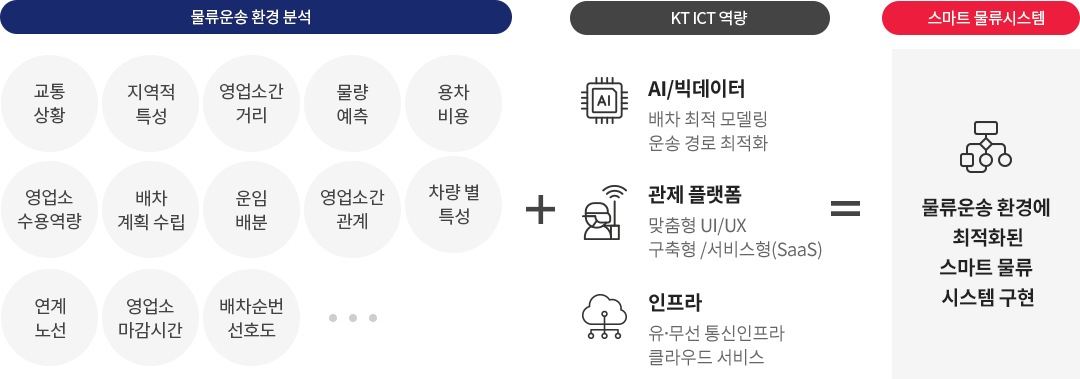 물류운송 환경 분석
교통
상황
지역적
특성
영업소간
거리
물량
예측
용차
비용
영업소
수용역량
배차
계획 수립
운임
배분
영업소간
관계
차량 별
특성
연계
노선
영업소
마감시간
배차순번
선호도
+
KT ICT 역량
AI
AI/빅데이터
배차 최적 모델링
운송 경로 최적화
관제 플랫폼
맞춤형 UI/UX
구축형 /서비스형(SaaS)
인프라
유·무선 통신인프라
클라우드 서비스
=
스마트 물류시스템
물류운송 환경에
최적화된
스마트 물류
시스템 구현